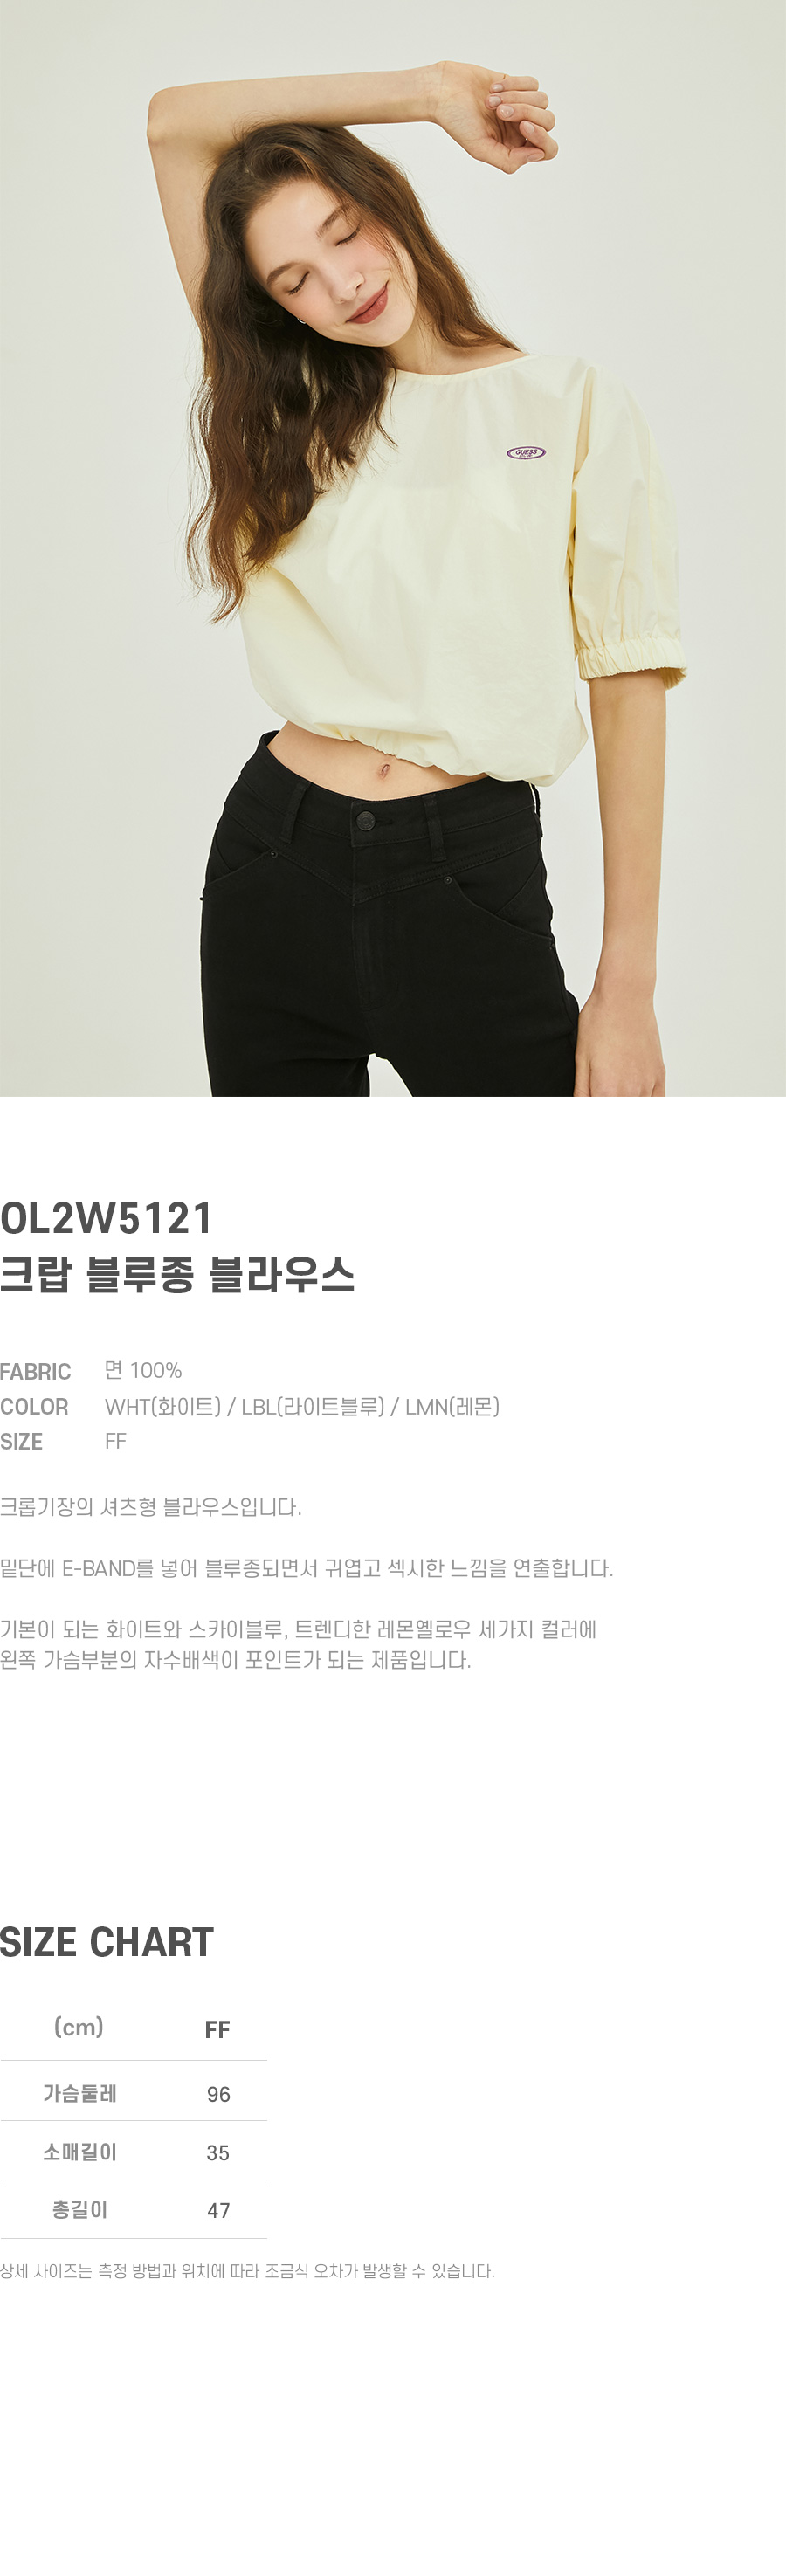 GUESS
OL2W5121
크랍 블루종 블라우스
FABRIC 면 100%
COLOR WHT(화이트) / LBL(라이트블루) / LMN(레몬)
SIZE FF
크롭기장의 셔츠형 블라우스입니다.
밑단에 E-BAND를 넣어 블루종되면서 귀엽고 섹시한 느낌을 연출합니다.
기본이 되는 화이트와 스카이블루, 트렌디한 레몬옐로우 세가지 컬러에
왼쪽 가슴부분의 자수배색이 포인트가 되는 제품입니다.
SIZE CHART
(cm) FF
가슴둘레 96
소매길이 35
총길이 47
상세 사이즈는 측정 방법과 위치에 따라 조금식 오차가 발생할 수 있습니다.